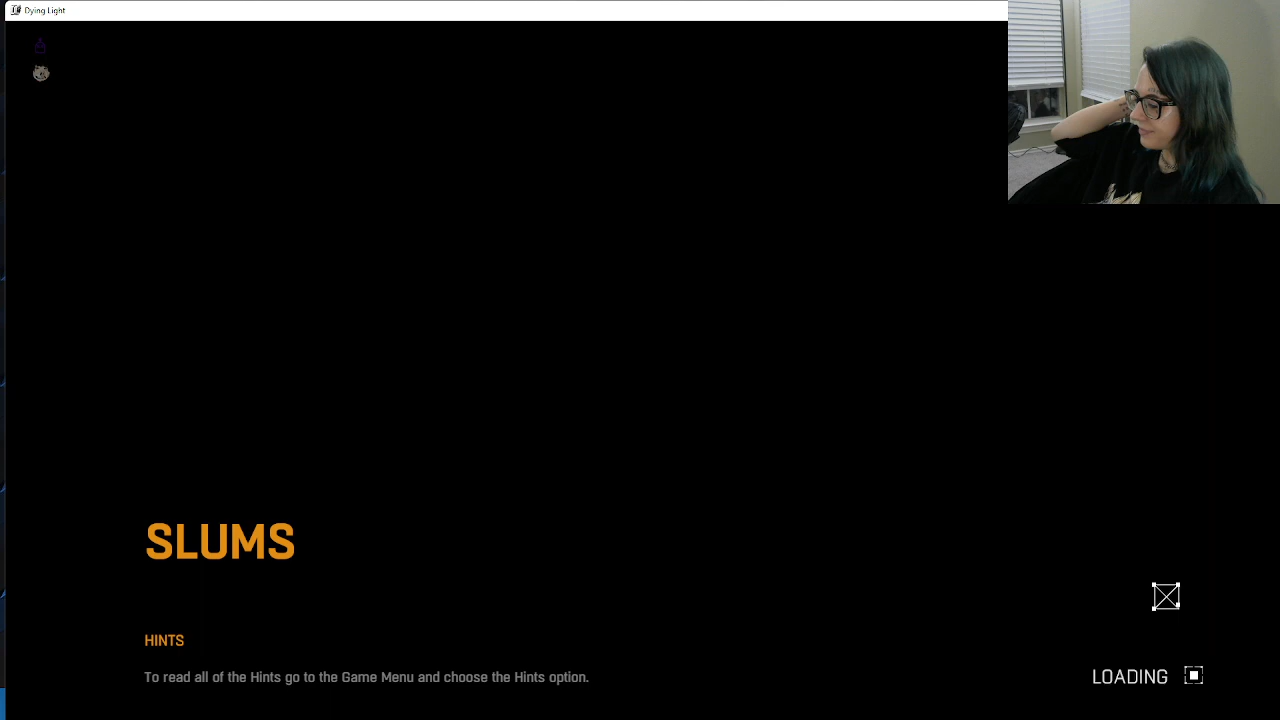 Dying Light
SLUMS
HINTS
To read all of the Hints go to the Game Menu and choose the Hints option.
LOADING